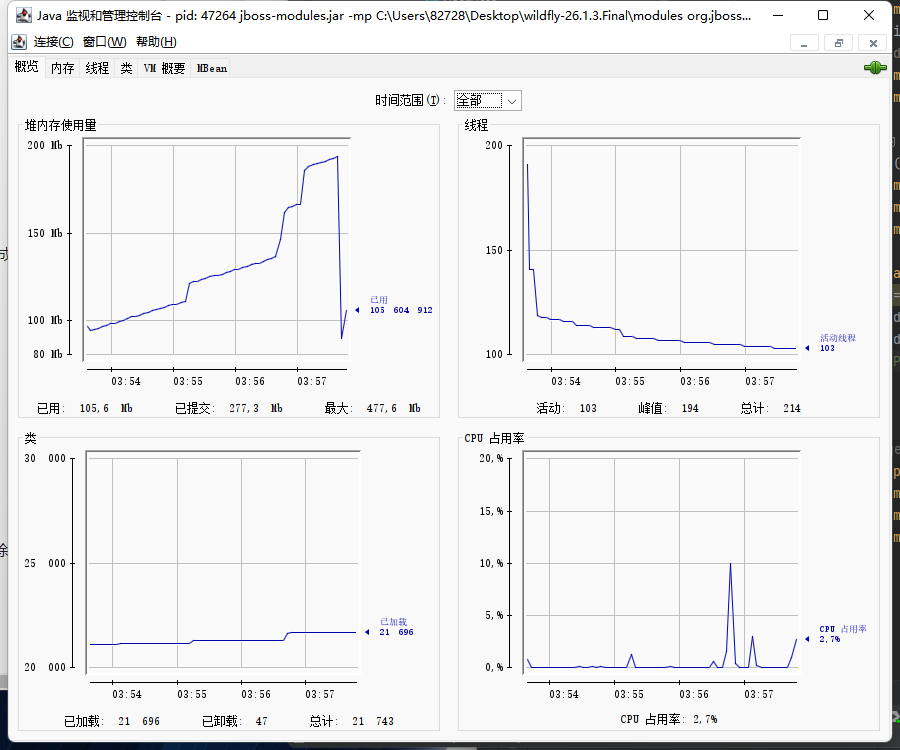 Java 监视和管理控制台 - pid: 47264 jboss-modules.jar -mp C:\Users\82728\Desktop\wildfly-26.1.3.Final\modules org.jboss...
连接(C) 窗口(W) 帮助(H)
概览 内存 线程 类 VM 概要 MBean
时间范围(I): 全部
堆内存使用量
200 Mb
150 Mb
100 Mb
80 Mb
03:54 03:55 03:56 03:57
已用
105 604 912
已用: 105,6 Mb 已提交: 277,3 Mb 最大: 477,6 Mb
线程
200
150
100
03:54 03:55 03:56 03:57
活动线程
103
活动: 103 峰值: 194 总计: 214
类
30 000
25 000
20 000
03:54 03:55 03:56 03:57
已加载
21 696
已加载: 21 696 已卸载: 47 总计: 21 743
CPU 占用率
20,%
15,%
10,%
5,%
0,%
03:54 03:55 03:56 03:57
CPU 占用率
2,7%
CPU 占用率: 2,7%